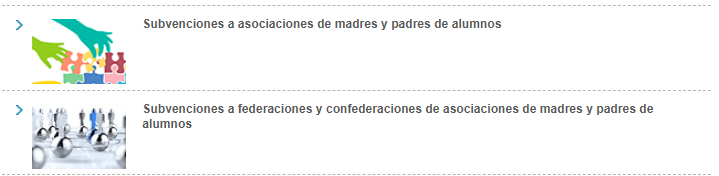 Subvenciones a asociaciones de madres y padres de alumnos
Subvenciones a federaciones y confederaciones de asociaciones de madres y padres de
alumnos